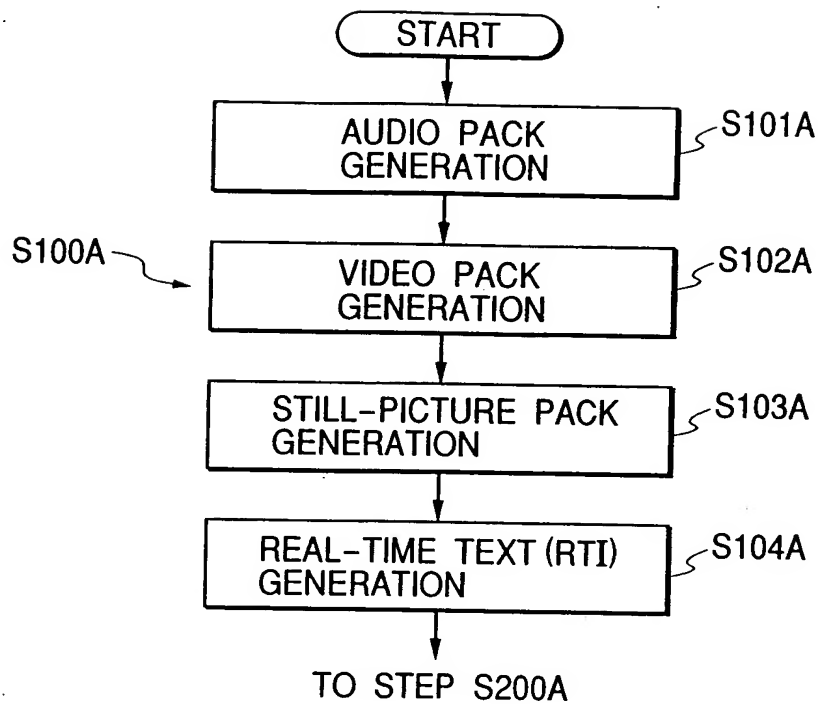 START
AUDIO PACK
GENERATION
S101A
S100A
VIDEO PACK
GENERATION
S102A
STILL-PICTURE PACK
GENERATION
S103A
REAL-TIME TEXT (RTI)
GENERATION
S104A
TO STEP S200A